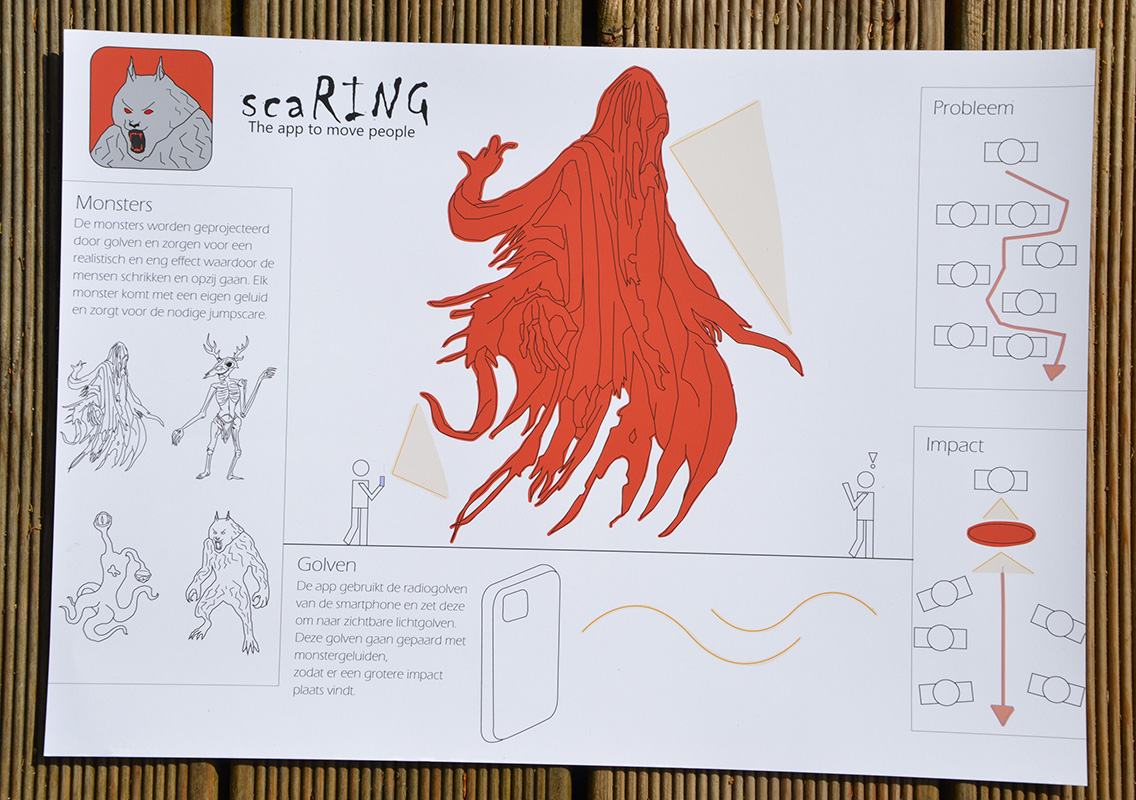 scaRING
The app to move people
Monsters
De monsters worden geprojecteerd
door golven en zorgen voor een
realistisch en eng effect waardoor de
mensen schrikken en opzij gaan. Elk
monster komt met een eigen geluid
en zorgt voor de nodige jumpscare.
Golven
De app gebruikt de radiogolven
van de smartphone en zet deze
om naar zichtbare lichtgolven.
Deze golven gaan gepaard met
monstergeluiden,
zodat er een grotere impact
plaats vindt.
!
Probleem
Impact